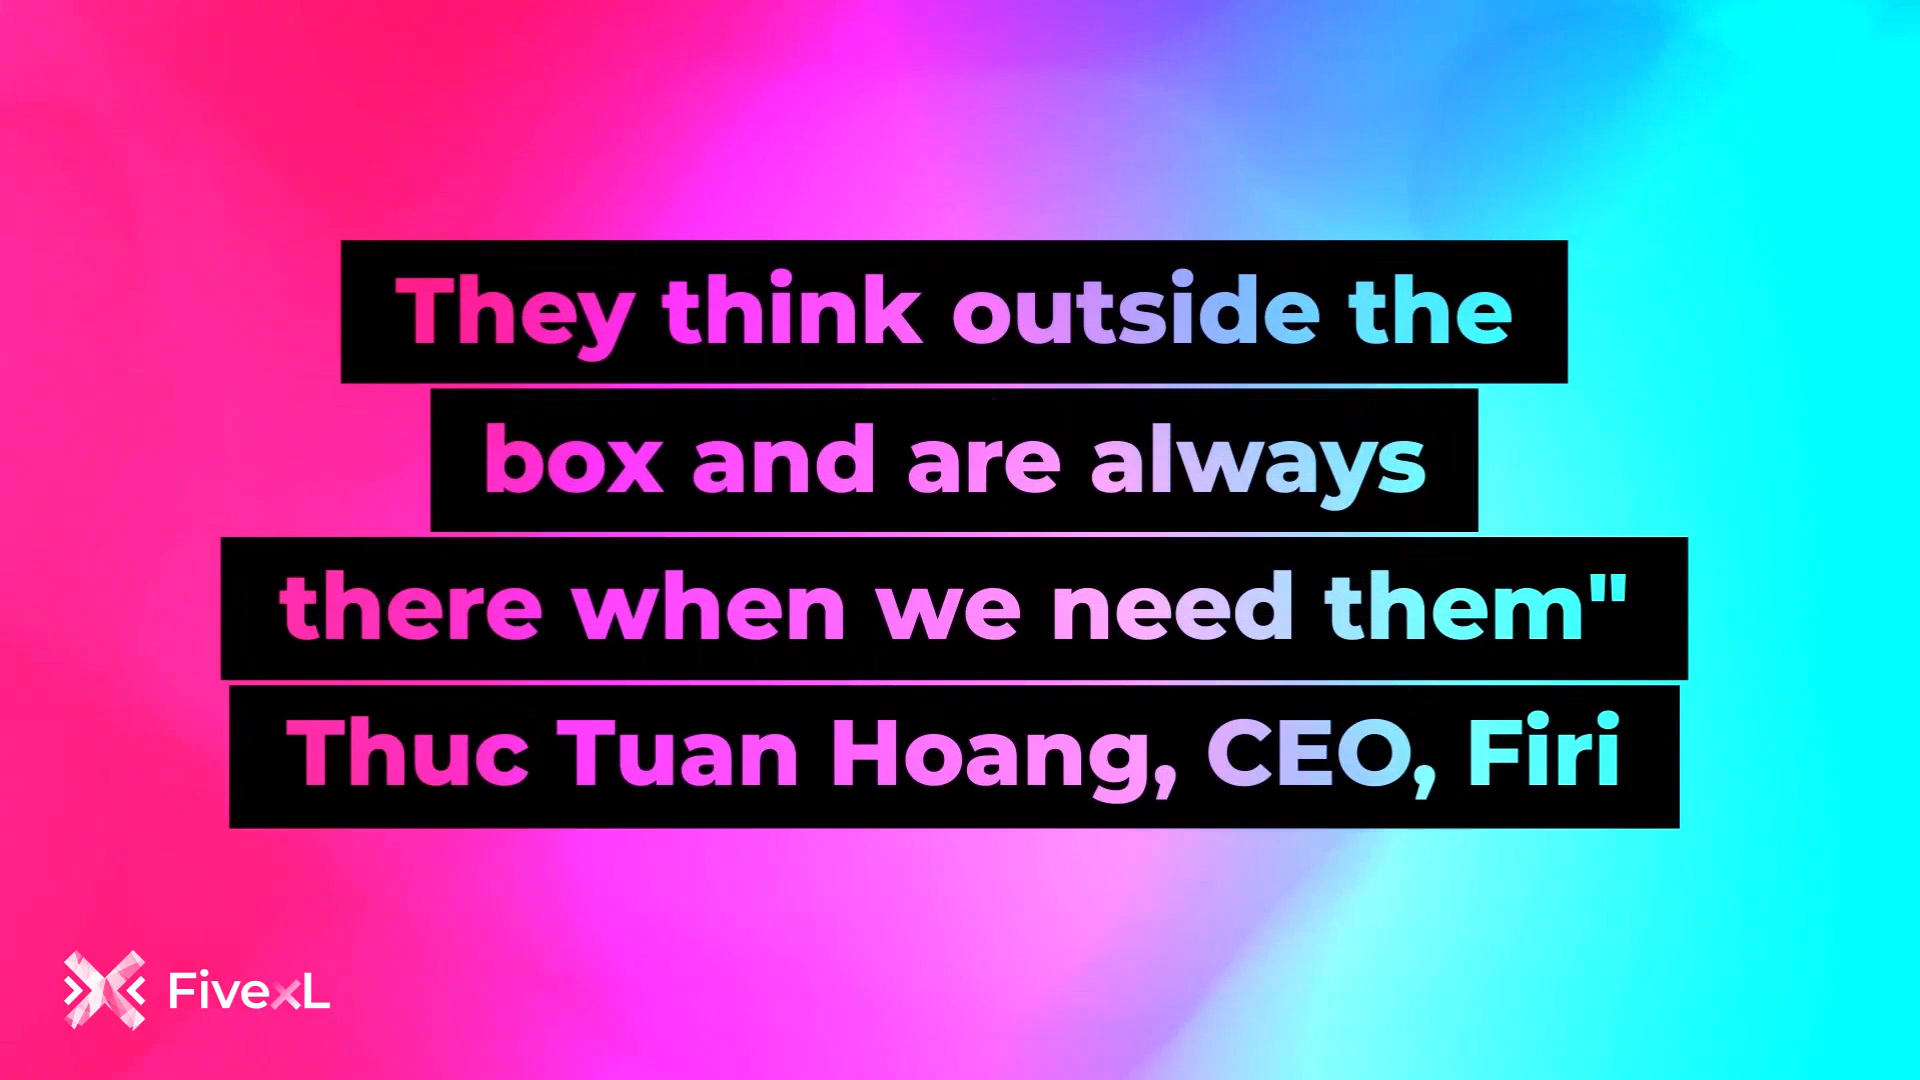 They think outside the
box and are always
there when we need them"
Thuc Tuan Hoang, CEO, Firi
FivexL